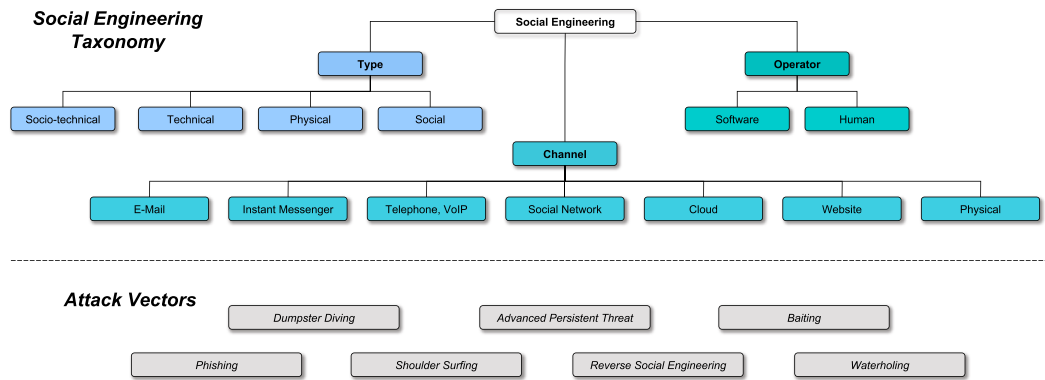 Social Engineering
Taxonomy
Social Engineering
Type
Operator
Socio-technical
Technical
Physical
Social
Software
Human
Channel
E-Mail
Instant Messenger
Telephone, VoIP
Social Network
Cloud
Website
Physical
Attack Vectors
Dumpster Diving
Advanced Persistent Threat
Baiting
Phishing
Shoulder Surfing
Reverse Social Engineering
Waterholing